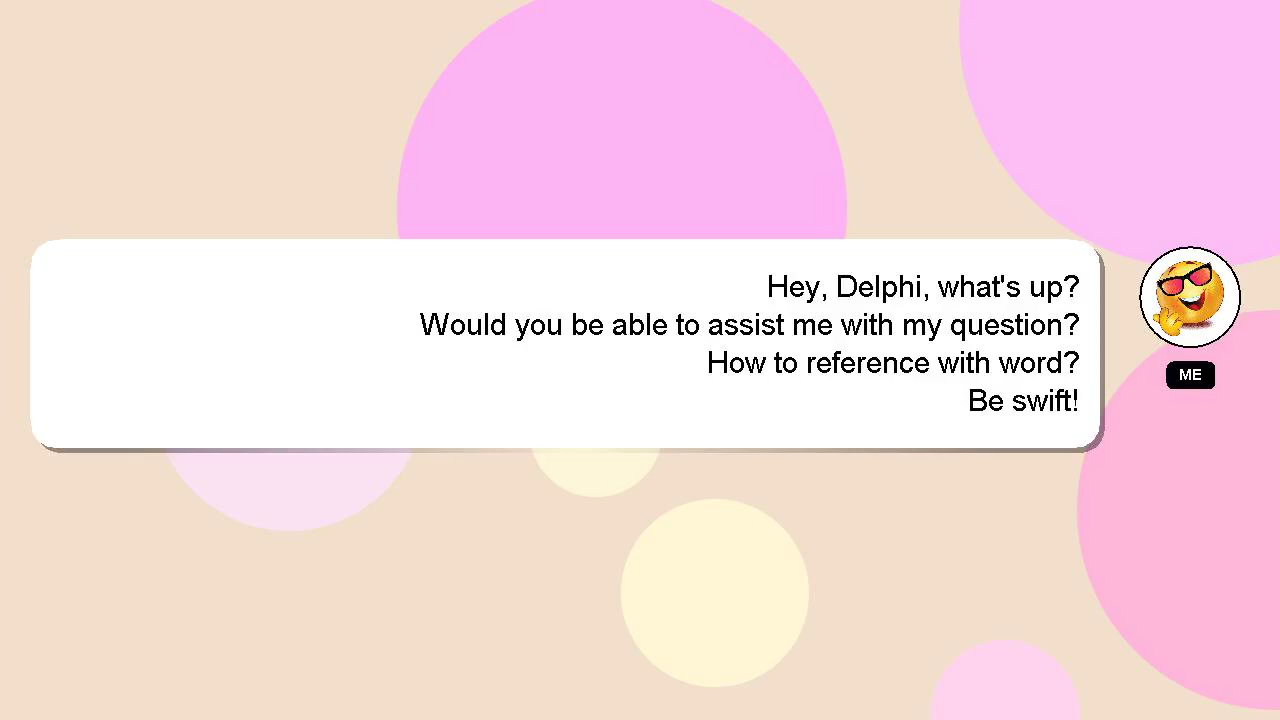 Hey, Delphi, what's up?
Would you be able to assist me with my question?
How to reference with word?
Be swift!
ME